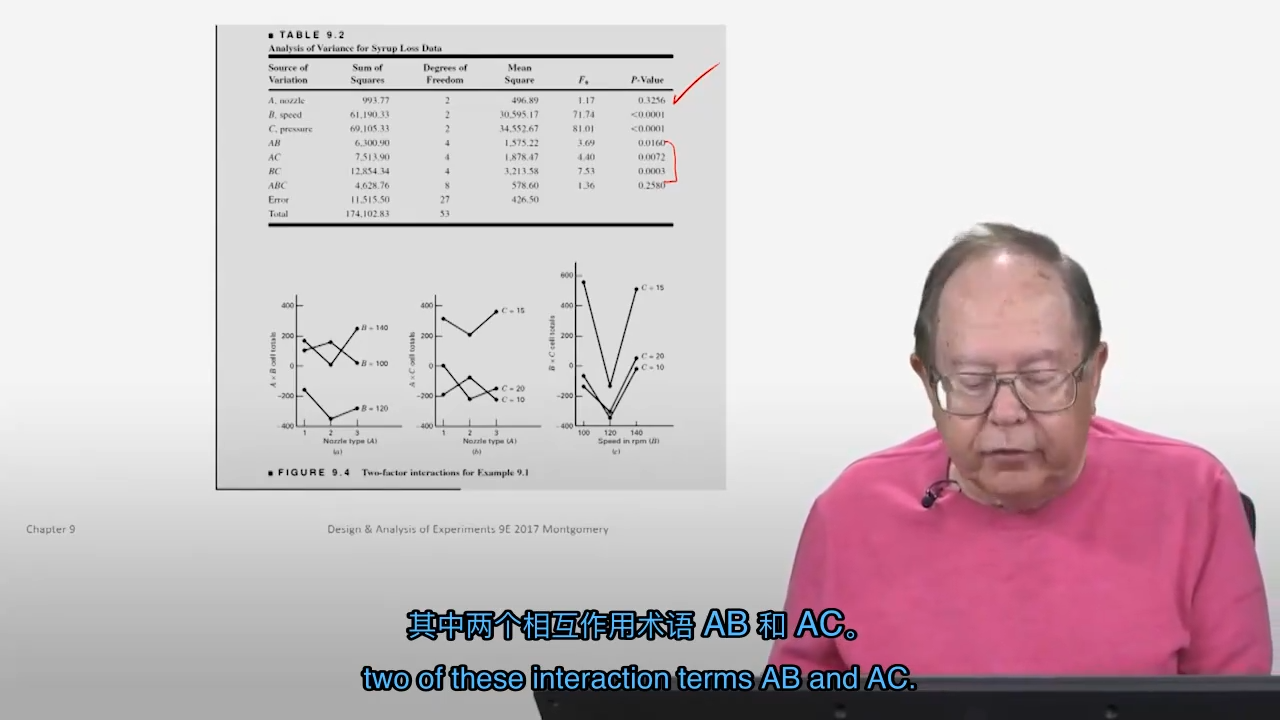 ■ TABLE 9.2
Analysis of Variance for Syrup Loss Data
Source of Variation Sum of Squares Degrees of Freedom Mean Square F₀ P-Value
A, nozzle 993.77 2 496.89 1.17 0.3256
B, speed 61,190.33 2 30,595.17 71.74 <0.0001
C, pressure 69,105.33 2 34,552.67 81.01 <0.0001
AB 6,300.90 4 1,575.22 3.69 0.0160
AC 7,513.90 4 1,878.47 4.40 0.0072
BC 12,854.34 4 3,213.58 7.53 0.0003
ABC 4,628.76 8 578.60 1.36 0.2580
Error 11,515.50 27 426.50
Total 174,102.83 53
A × B cell totals
400
200
0
−200
−400
B = 140
B = 100
B = 120
1 2 3
Nozzle type (A)
(a)
A × C cell totals
400
200
0
−200
−400
C = 15
C = 20
C = 10
1 2 3
Nozzle type (A)
(b)
B × C cell totals
600
400
200
0
−200
−400
C = 15
C = 20
C = 10
100 120 140
Speed in rpm (B)
(c)
■ FIGURE 9.4 Two-factor interactions for Example 9.1
Chapter 9
Design & Analysis of Experiments 9E 2017 Montgomery
其中两个相互作用术语 AB 和 AC。
two of these interaction terms AB and AC.